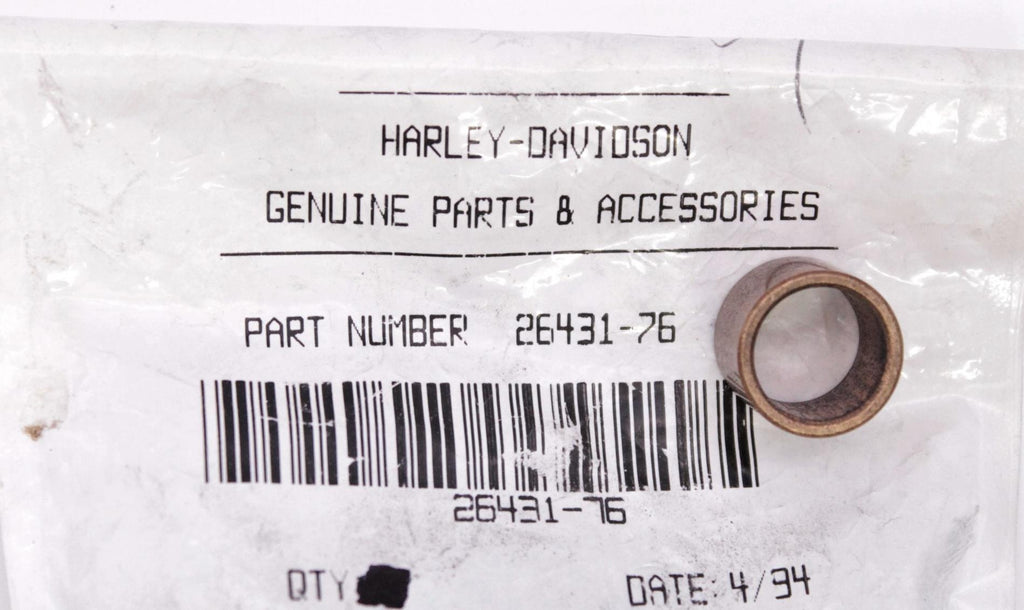 HARLEY-DAVIDSON
GENUINE PARTS & ACCESSORIES
PART NUMBER 26431-76
26431-76
QTY
DATE: 4/94